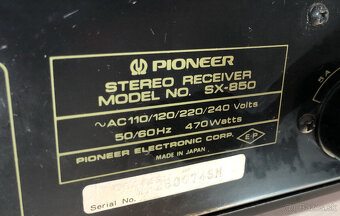 PIONEER
STEREO RECEIVER
MODEL NO. SX-850
~AC110/120/220/240 Volts
50/60Hz 470Watts
PIONEER ELECTRONIC CORP.
MADE IN JAPAN
Serial No.